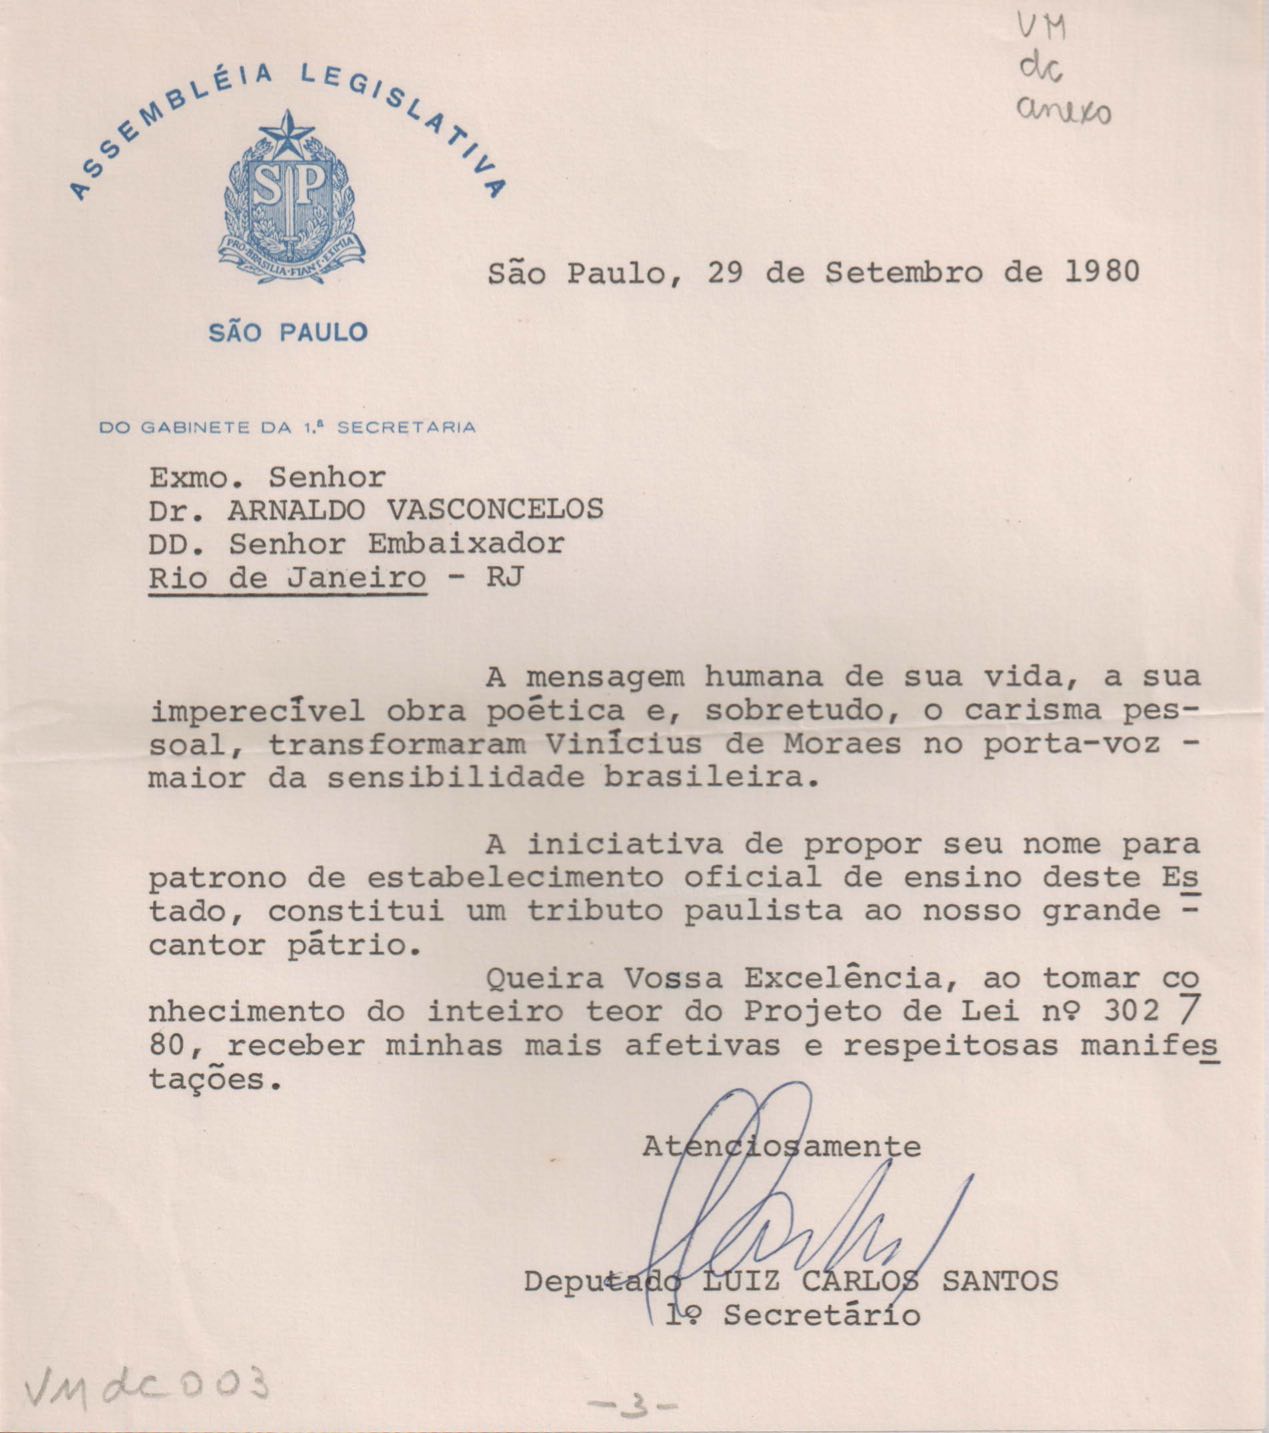 VM
dc
anexo
ASSEMBLÉIA LEGISLATIVA
SP
PRO·BRASILIA·FIANT·EXIMIA
São Paulo, 29 de Setembro de 1980
SÃO PAULO
DO GABINETE DA 1.ª SECRETARIA
Exmo. Senhor
Dr. ARNALDO VASCONCELOS
DD. Senhor Embaixador
Rio de Janeiro - RJ
A mensagem humana de sua vida, a sua
imperecível obra poética e, sobretudo, o carisma pes-
soal, transformaram Vinícius de Moraes no porta-voz -
maior da sensibilidade brasileira.
A iniciativa de propor seu nome para
patrono de estabelecimento oficial de ensino deste Es
tado, constitui um tributo paulista ao nosso grande -
cantor pátrio.
Queira Vossa Excelência, ao tomar co
nhecimento do inteiro teor do Projeto de Lei nº 302 /
80, receber minhas mais afetivas e respeitosas manifes
tações.
Atenciosamente
Deputado LUIZ CARLOS SANTOS
1º Secretário
VMdc003
-3-